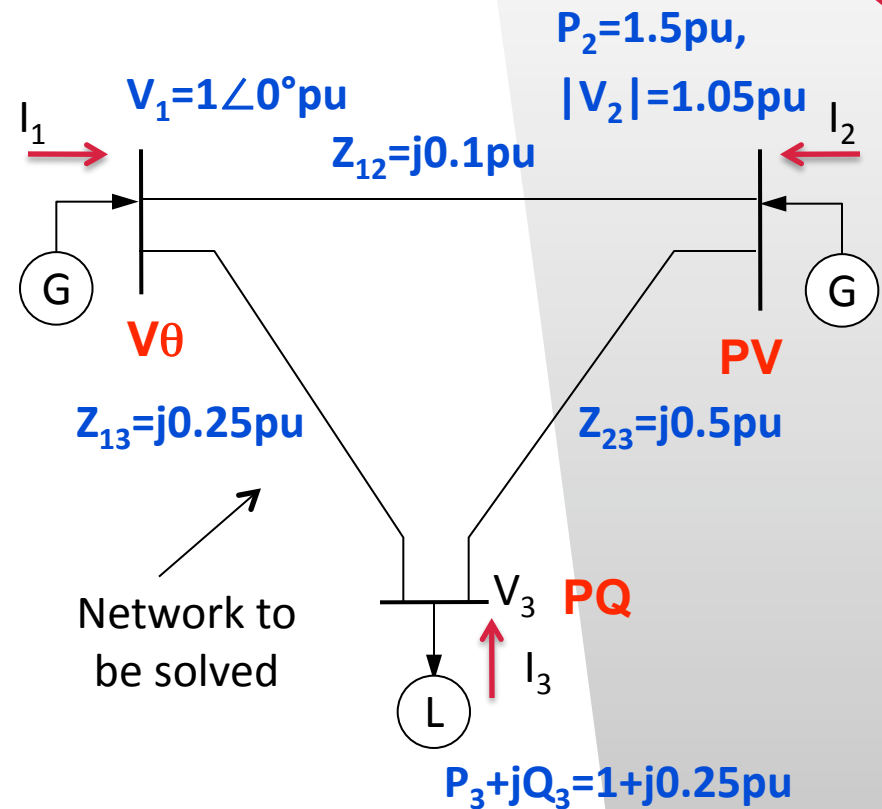 P₂=1.5pu,
V₁=1∠0°pu
|V₂|=1.05pu
I₁
I₂
Z₁₂=j0.1pu
G
G
Vθ
PV
Z₁₃=j0.25pu
Z₂₃=j0.5pu
Network to
be solved
V₃
PQ
I₃
L
P₃+jQ₃=1+j0.25pu